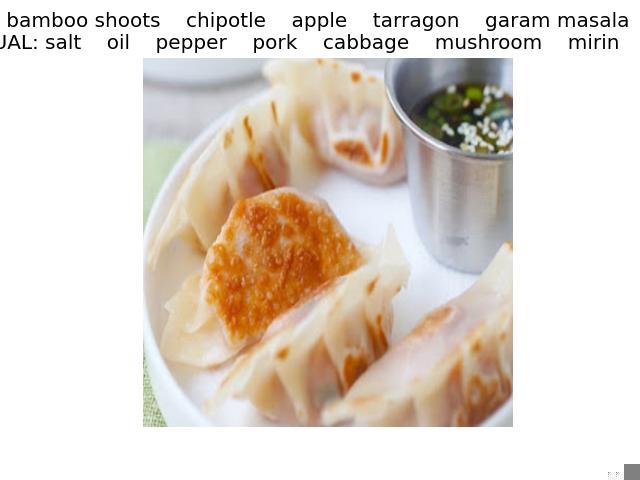 bamboo shoots chipotle apple tarragon garam masala
UAL: salt oil pepper pork cabbage mushroom mirin